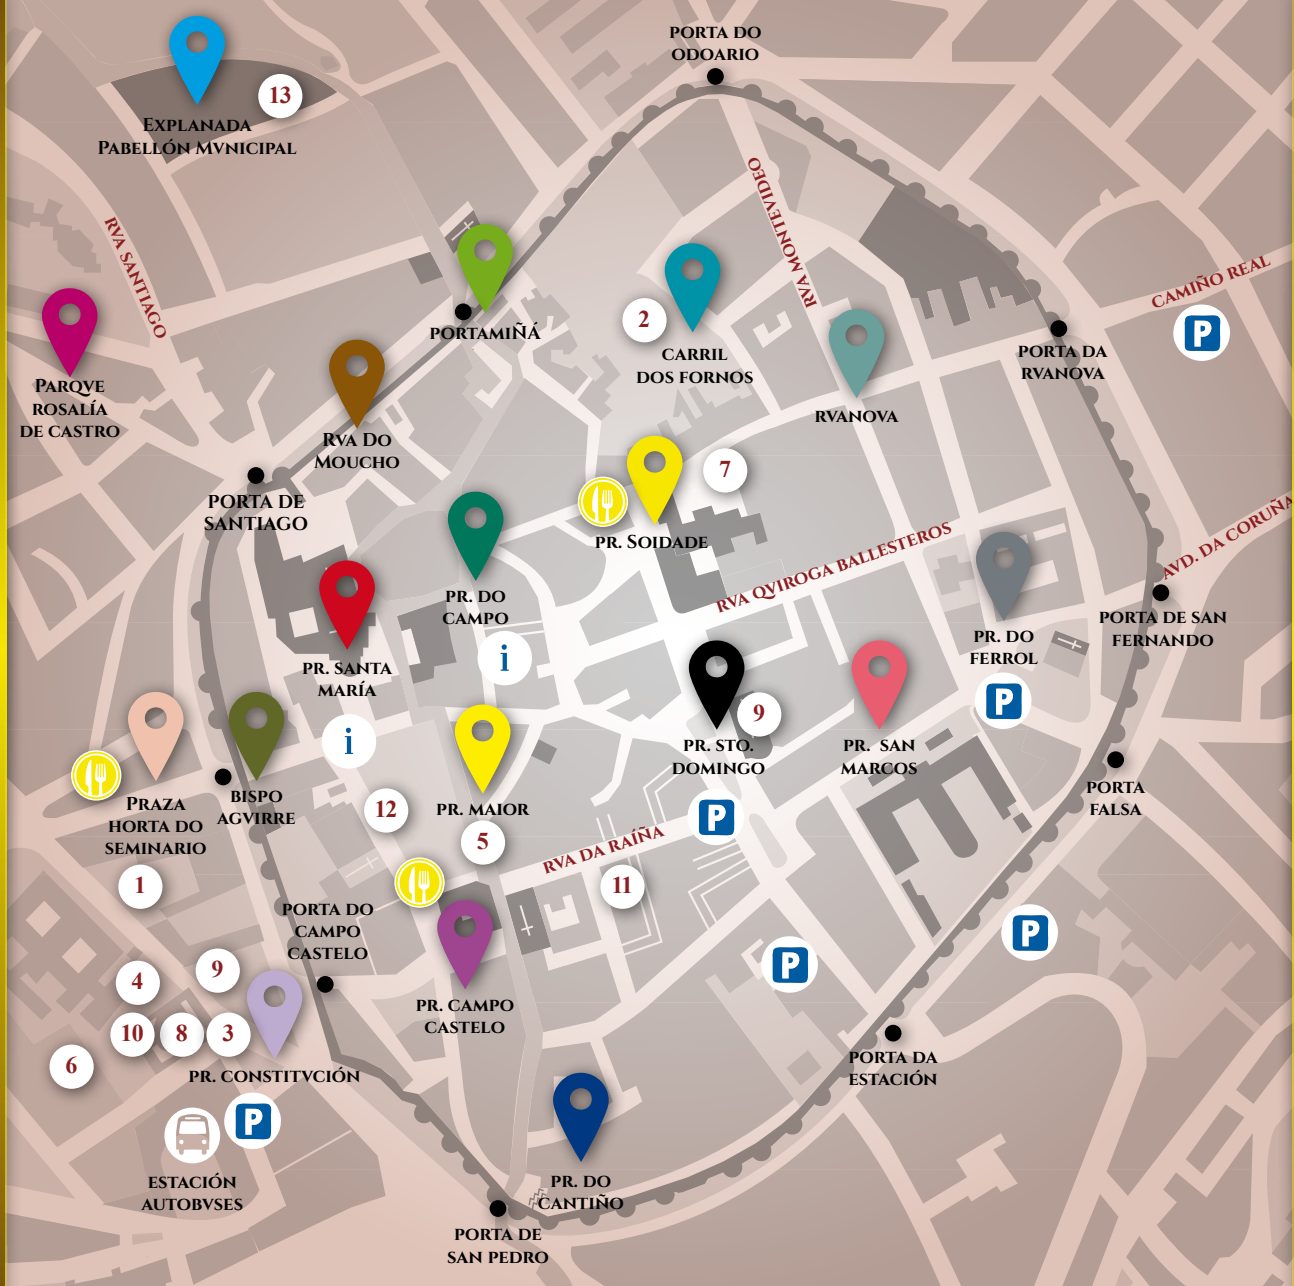 PORTA DO
ODOARIO
13
EXPLANADA
PABELLÓN MVNICIPAL
RVA MONTEVIDEO
RVA SANTIAGO
CAMIÑO REAL
P
2
PORTAMIÑÁ
CARRIL
DOS FORNOS
PORTA DA
RVANOVA
PARQVE
ROSALÍA
DE CASTRO
RVANOVA
RVA DO
MOUCHO
7
PORTA DE
SANTIAGO
PR. SOIDADE
AVD. DA CORUÑA
RVA QVIROGA BALLESTEROS
PR. DO
CAMPO
i
PORTA DE SAN
FERNANDO
PR. DO
FERROL
P
PR. SANTA
MARÍA
i
9
PR. STO.
DOMINGO
P
PR. SAN
MARCOS
PORTA
FALSA
BISPO
AGVIRRE
PRAZA
HORTA DO
SEMINARIO
1
12
PR. MAIOR
5
RVA DA RAÍÑA
11
PORTA DO
CAMPO
CASTELO
P
P
9
4
10
8
3
6
PR. CAMPO
CASTELO
PORTA DA
ESTACIÓN
PR. CONSTITVCIÓN
P
ESTACIÓN
AUTOBVSES
PR. DO
CANTIÑO
PORTA DE
SAN PEDRO